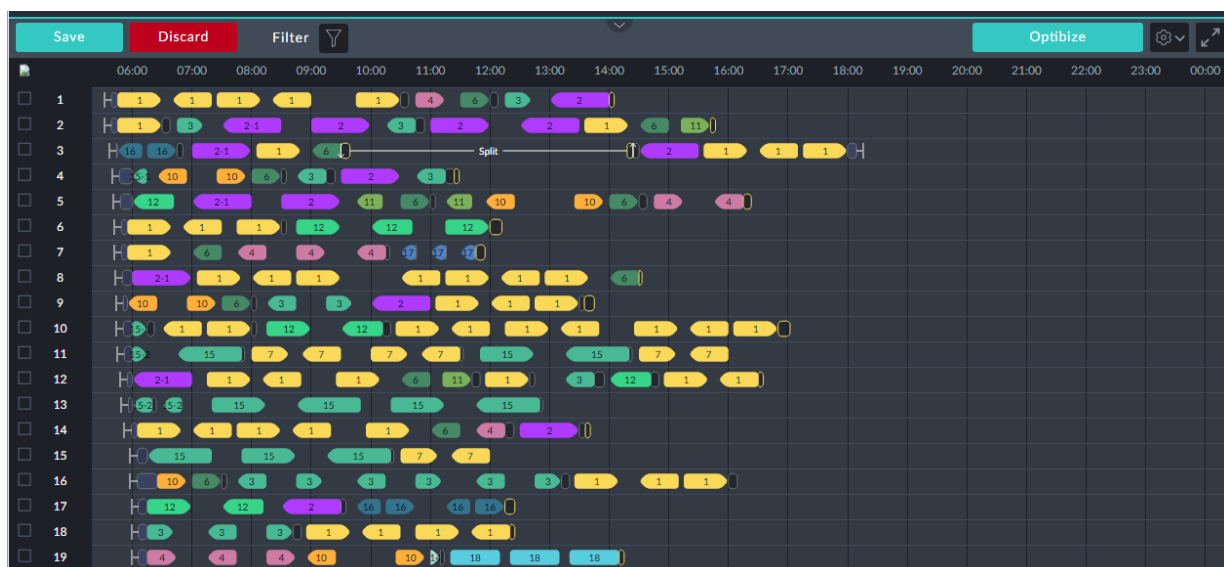 Save Discard Filter Optibize
06:00 07:00 08:00 09:00 10:00 11:00 12:00 13:00 14:00 15:00 16:00 17:00 18:00 19:00 20:00 21:00 22:00 23:00 00:00
1 1 1 1 1 1 4 6 3 2
2 1 3 2-1 2 3 2 2 1 6 11
3 16 16 2-1 1 6 Split 2 1 1 1
4 10 10 6 3 2 3
5 12 2-1 2 11 6 11 10 10 6 4 4
6 1 1 1 12 12 12
7 1 6 4 4 4 17 17 17
8 2-1 1 1 1 1 1 1 1 6
9 10 10 6 3 3 2 1 1 1
10 1 1 12 12 1 1 1 1 1 1 1
11 15 7 7 7 7 15 15 7 7
12 2-1 1 1 1 6 11 1 3 12 1 1
13 15 15 15 15
14 1 1 1 1 1 6 4 2
15 15 15 15 7 7
16 10 6 3 3 3 3 3 3 1 1 1
17 12 12 2 16 16 16 16
18 3 3 3 1 1 1 1
19 4 4 4 10 10 18 18 18